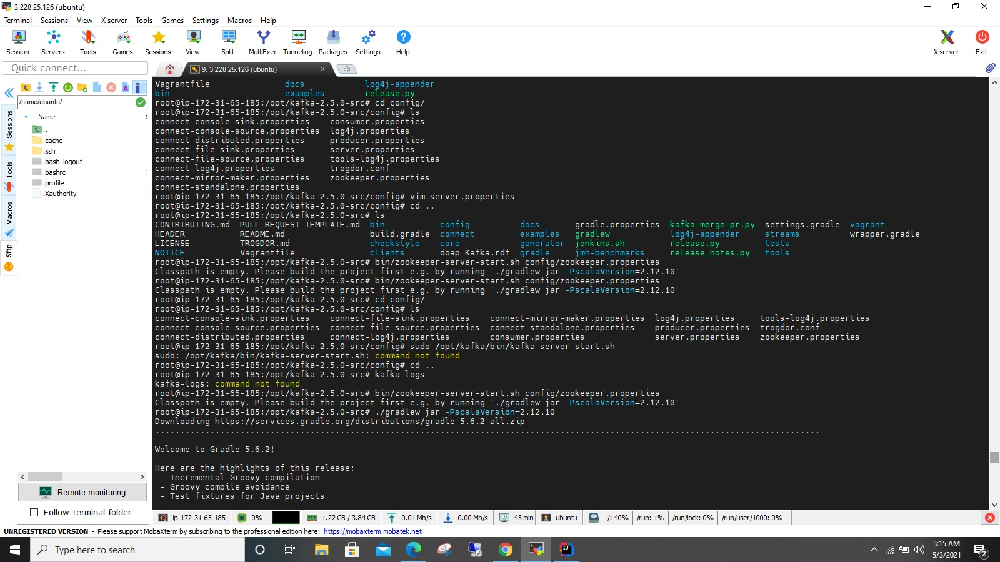 3.228.25.126 (ubuntu)
Terminal Sessions View X server Tools Games Settings Macros Help
Session Servers Tools Games Sessions View Split MultiExec Tunneling Packages Settings Help X server Exit
Quick connect...
9. 3.228.25.126 (ubuntu)
/home/ubuntu/
Name
..
.cache
.ssh
.bash_logout
.bashrc
.profile
.Xauthority
Sessions
Tools
Macros
Sftp
Vagrantfile docs log4j-appender
bin examples release.py
root@ip-172-31-65-185:/opt/kafka-2.5.0-src# cd config/
root@ip-172-31-65-185:/opt/kafka-2.5.0-src/config# ls
connect-console-sink.properties consumer.properties
connect-console-source.properties log4j.properties
connect-distributed.properties producer.properties
connect-file-sink.properties server.properties
connect-file-source.properties tools-log4j.properties
connect-log4j.properties trogdor.conf
connect-mirror-maker.properties zookeeper.properties
connect-standalone.properties
root@ip-172-31-65-185:/opt/kafka-2.5.0-src/config# vim server.properties
root@ip-172-31-65-185:/opt/kafka-2.5.0-src/config# cd ..
root@ip-172-31-65-185:/opt/kafka-2.5.0-src# ls
CONTRIBUTING.md PULL_REQUEST_TEMPLATE.md bin config docs gradle.properties kafka-merge-pr.py settings.gradle vagrant
HEADER README.md build.gradle connect examples gradlew log4j-appender streams wrapper.gradle
LICENSE TROGDOR.md checkstyle core generator jenkins.sh release.py tests
NOTICE Vagrantfile clients doap_Kafka.rdf gradle jmh-benchmarks release_notes.py tools
root@ip-172-31-65-185:/opt/kafka-2.5.0-src# bin/zookeeper-server-start.sh config/zookeeper.properties
Classpath is empty. Please build the project first e.g. by running './gradlew jar -PscalaVersion=2.12.10'
root@ip-172-31-65-185:/opt/kafka-2.5.0-src# bin/zookeeper-server-start.sh config/zookeeper.properties
Classpath is empty. Please build the project first e.g. by running './gradlew jar -PscalaVersion=2.12.10'
root@ip-172-31-65-185:/opt/kafka-2.5.0-src# cd config/
root@ip-172-31-65-185:/opt/kafka-2.5.0-src/config# ls
connect-console-sink.properties connect-file-sink.properties connect-mirror-maker.properties log4j.properties tools-log4j.properties
connect-console-source.properties connect-file-source.properties connect-standalone.properties producer.properties trogdor.conf
connect-distributed.properties connect-log4j.properties consumer.properties server.properties zookeeper.properties
root@ip-172-31-65-185:/opt/kafka-2.5.0-src/config# sudo /opt/kafka/bin/kafka-server-start.sh
sudo: /opt/kafka/bin/kafka-server-start.sh: command not found
root@ip-172-31-65-185:/opt/kafka-2.5.0-src/config# cd ..
root@ip-172-31-65-185:/opt/kafka-2.5.0-src# kafka-logs
kafka-logs: command not found
root@ip-172-31-65-185:/opt/kafka-2.5.0-src# bin/zookeeper-server-start.sh config/zookeeper.properties
Classpath is empty. Please build the project first e.g. by running './gradlew jar -PscalaVersion=2.12.10'
root@ip-172-31-65-185:/opt/kafka-2.5.0-src# ./gradlew jar -PscalaVersion=2.12.10
Downloading https://services.gradle.org/distributions/gradle-5.6.2-all.zip
.....................................................................................................................................
Welcome to Gradle 5.6.2!
Here are the highlights of this release:
- Incremental Groovy compilation
- Groovy compile avoidance
- Test fixtures for Java projects
Remote monitoring
Follow terminal folder
ip-172-31-65-185 0% 1.22 GB / 3.84 GB 0.01 Mb/s 0.00 Mb/s 45 min ubuntu /: 40% /run: 1% /run/lock: 0% /run/user/1000: 0%
UNREGISTERED VERSION - Please support MobaXterm by subscribing to the professional edition here: https://mobaxterm.mobatek.net
Type here to search
5:15 AM
5/3/2021
2